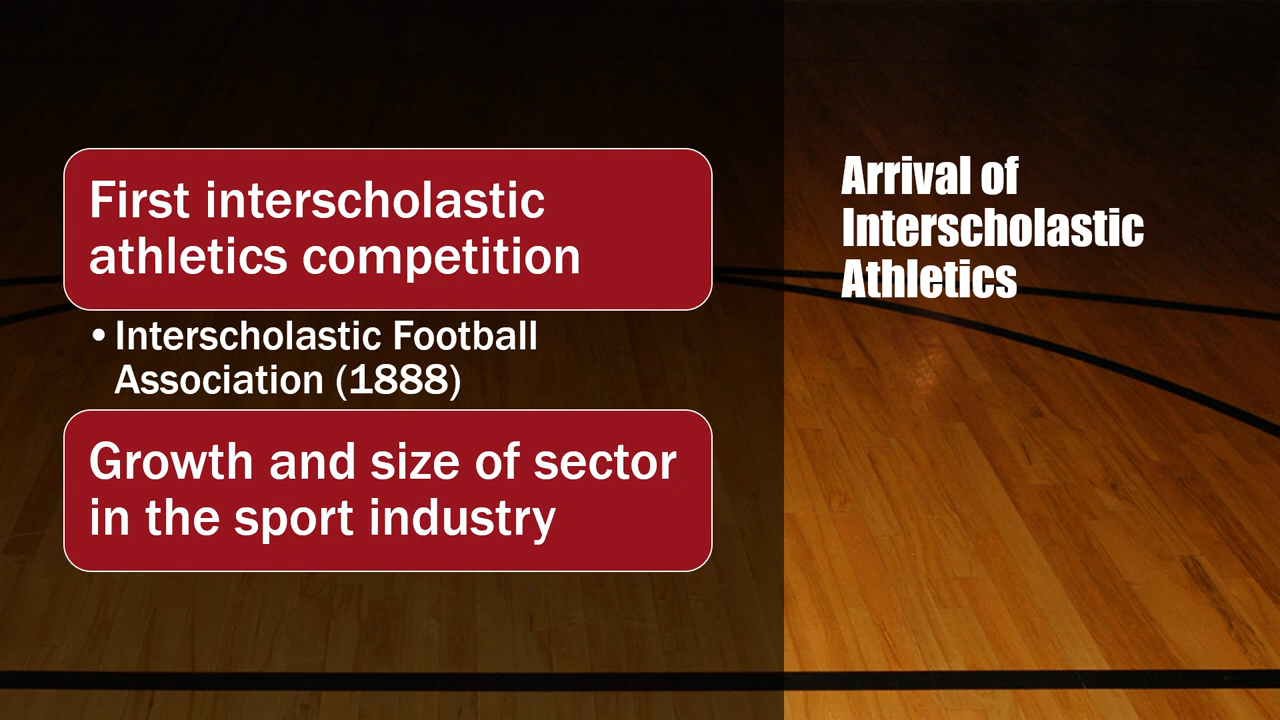 First interscholastic
athletics competition
• Interscholastic Football
Association (1888)
Growth and size of sector
in the sport industry
Arrival of
Interscholastic
Athletics